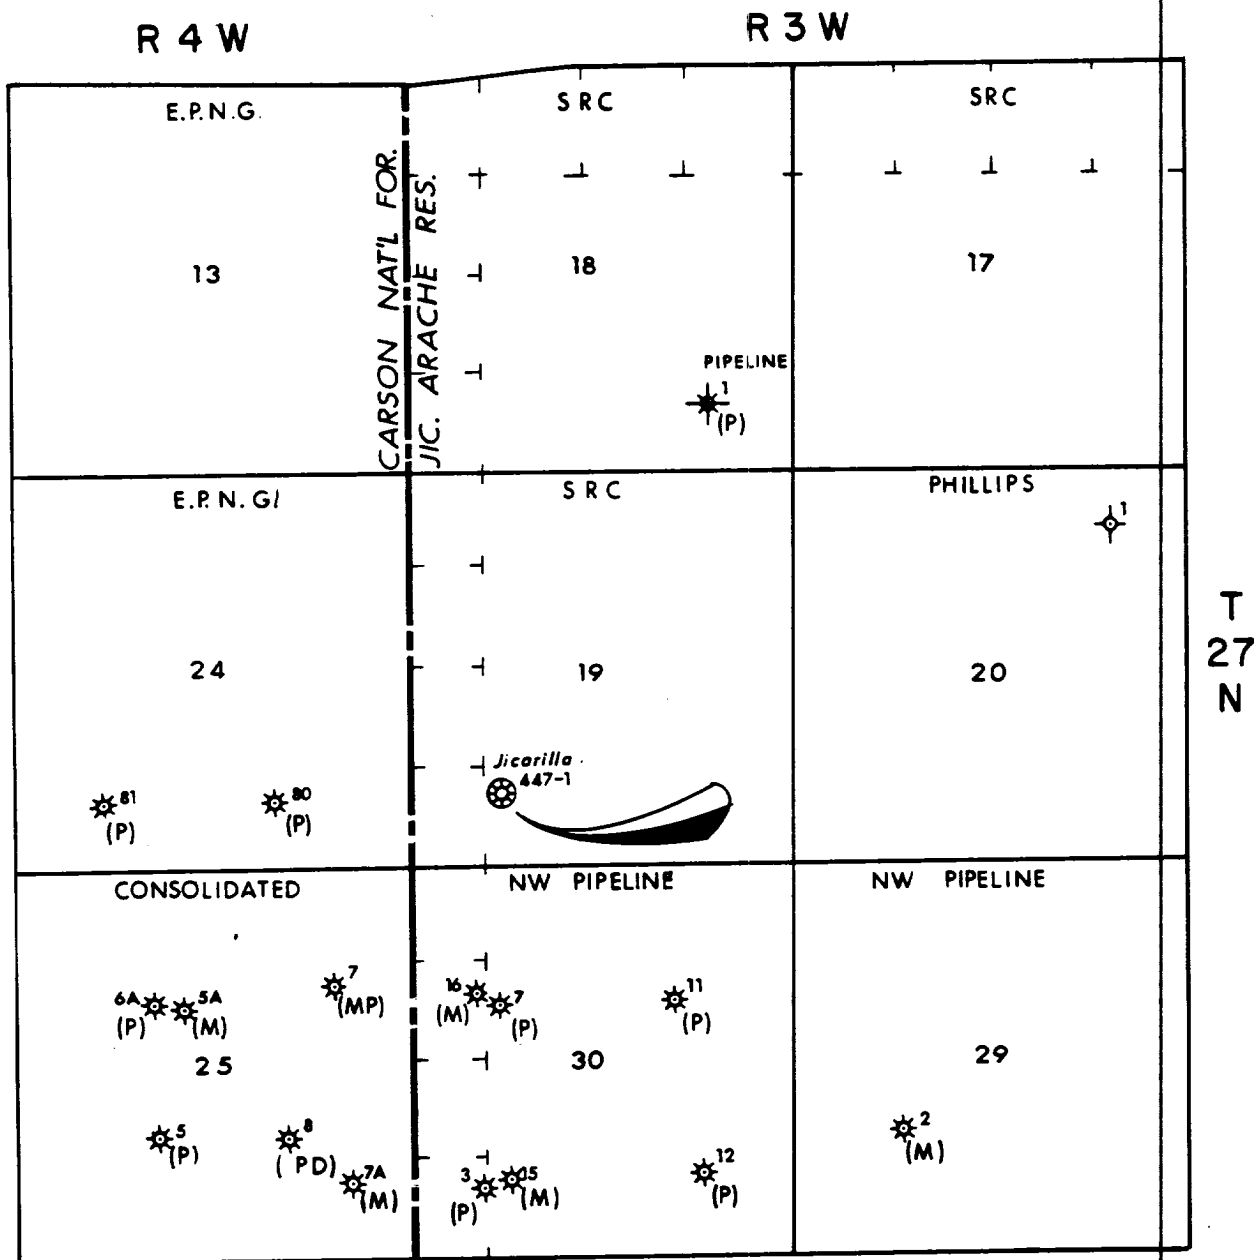 R 4 W
R 3 W
E.P.N.G.
S R C
SRC
CARSON NAT'L FOR.
JIC. ARACHE RES.
13
18
17
PIPELINE
1
(P)
E.P. N. G.
S R C
PHILLIPS
1
T
27
N
24
19
20
Jicarilla
447-1
81
(P)
80
(P)
CONSOLIDATED
NW PIPELINE
NW PIPELINE
6A
(P)
5A
(M)
7
(MP)
16
(M)
7
(P)
11
(P)
25
30
29
5
(P)
8
( PD)
7A
(M)
3
(P)
15
(M)
12
(P)
2
(M)